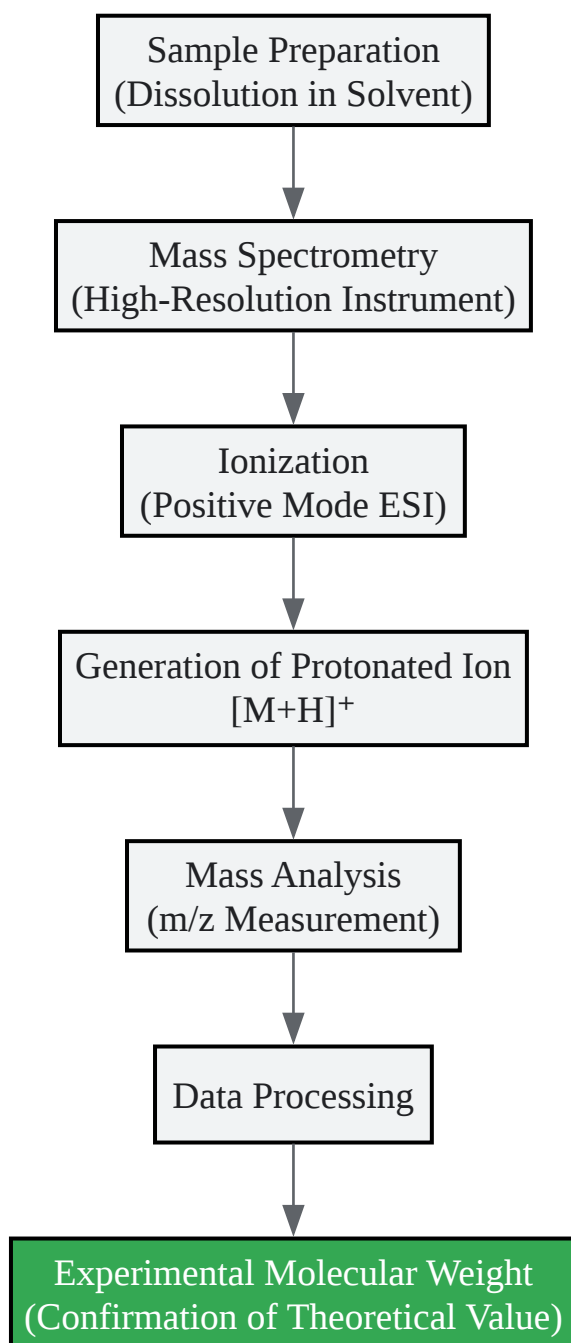 Sample Preparation
(Dissolution in Solvent)
Mass Spectrometry
(High-Resolution Instrument)
Ionization
(Positive Mode ESI)
Generation of Protonated Ion
[M+H]⁺
Mass Analysis
(m/z Measurement)
Data Processing
Experimental Molecular Weight
(Confirmation of Theoretical Value)